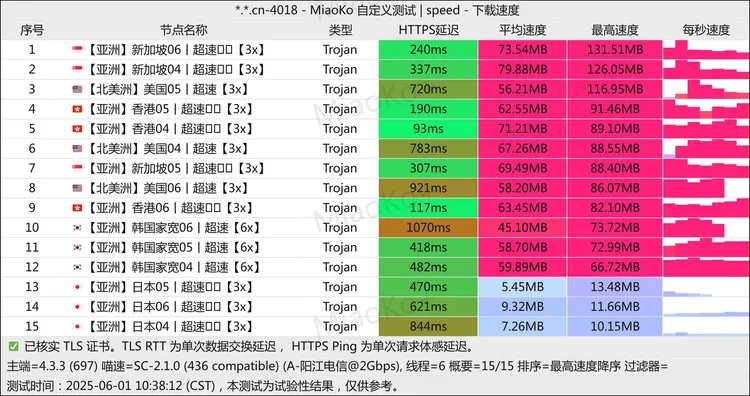 *.*.cn-4018 - MiaoKo 自定义测试 | speed - 下载速度
序号 节点名称 类型 HTTPS延迟 平均速度 最高速度 每秒速度
1 【亚洲】新加坡06丨超速▯▯【3x】 Trojan 240ms 73.54MB 131.51MB
2 【亚洲】新加坡04丨超速▯▯【3x】 Trojan 337ms 79.88MB 126.05MB
3 【北美洲】美国05丨超速【3x】 Trojan 720ms 56.21MB 116.95MB
4 【亚洲】香港05丨超速▯▯【3x】 Trojan 190ms 62.55MB 91.46MB
5 【亚洲】香港04丨超速▯▯【3x】 Trojan 93ms 71.21MB 89.10MB
6 【北美洲】美国04丨超速【3x】 Trojan 783ms 67.26MB 88.55MB
7 【亚洲】新加坡05丨超速▯▯【3x】 Trojan 307ms 69.49MB 88.40MB
8 【北美洲】美国06丨超速【3x】 Trojan 921ms 58.20MB 86.07MB
9 【亚洲】香港06丨超速▯▯【3x】 Trojan 117ms 63.45MB 82.10MB
10 【亚洲】韩国家宽06丨超速【6x】 Trojan 1070ms 45.10MB 73.72MB
11 【亚洲】韩国家宽05丨超速【6x】 Trojan 418ms 58.70MB 72.99MB
12 【亚洲】韩国家宽04丨超速【6x】 Trojan 482ms 59.89MB 66.72MB
13 【亚洲】日本05丨超速▯▯【3x】 Trojan 470ms 5.45MB 13.48MB
14 【亚洲】日本06丨超速▯▯【3x】 Trojan 621ms 9.32MB 11.66MB
15 【亚洲】日本04丨超速▯▯【3x】 Trojan 844ms 7.26MB 10.15MB
✅ 已核实 TLS 证书。TLS RTT 为单次数据交换延迟， HTTPS Ping 为单次请求体感延迟。
主端=4.3.3 (697) 喵速=SC-2.1.0 (436 compatible) (A-阳江电信@2Gbps), 线程=6 概要=15/15 排序=最高速度降序 过滤器=
测试时间：2025-06-01 10:38:12 (CST)，本测试为试验性结果，仅供参考。